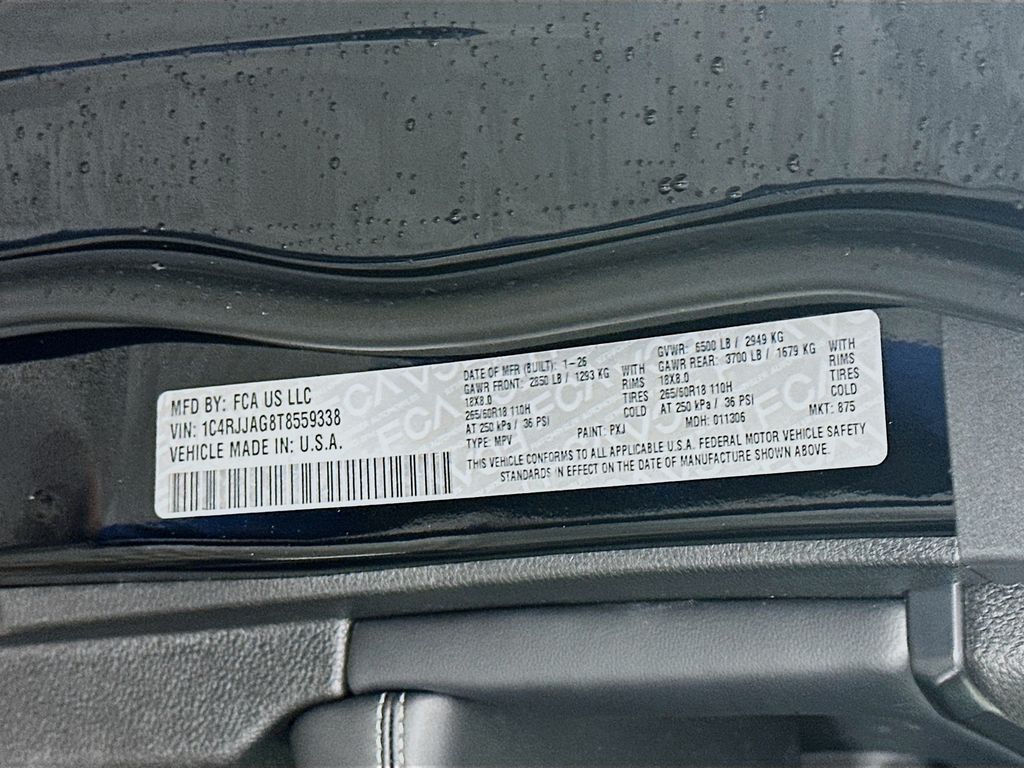 MFD BY: FCA US LLC
VIN: 1C4RJJAG8T8559338
VEHICLE MADE IN: U.S.A.
DATE OF MFR (BUILT): 1-26
GAWR FRONT: 2850 LB / 1293 KG WITH
18X8.0 RIMS
265/60R18 110H TIRES
AT 250 kPa / 36 PSI COLD
TYPE: MPV PAINT: PXJ
GVWR: 6500 LB / 2949 KG
GAWR REAR: 3700 LB / 1679 KG WITH
18X8.0 RIMS
265/60R18 110H TIRES
AT 250 kPa / 36 PSI COLD
MDH: 011306 MKT: 875
THIS VEHICLE CONFORMS TO ALL APPLICABLE U.S.A. FEDERAL MOTOR VEHICLE SAFETY
STANDARDS IN EFFECT ON THE DATE OF MANUFACTURE SHOWN ABOVE.